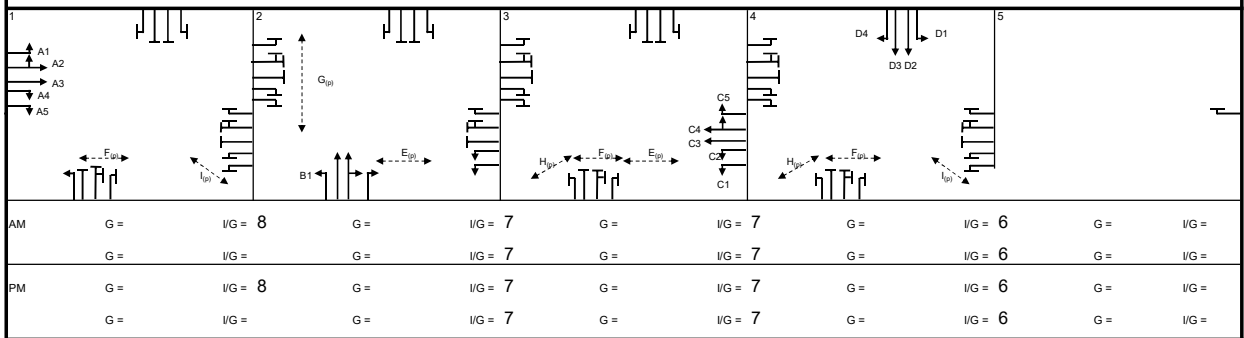 1 2 3 4 5
A1
A2
A3
A4
A5
G(p)
C5
C4
C3
C2
C1
D4 D1
D3 D2
F(p)
I(p)
B1
E(p)
H(p)
F(p)
E(p)
H(p)
F(p)
I(p)
AM G = I/G = 8 G = I/G = 7 G = I/G = 7 G = I/G = 6 G = I/G =
G = I/G = G = I/G = 7 G = I/G = 7 G = I/G = 6 G = I/G =
PM G = I/G = 8 G = I/G = 7 G = I/G = 7 G = I/G = 6 G = I/G =
G = I/G = G = I/G = 7 G = I/G = 7 G = I/G = 6 G = I/G =